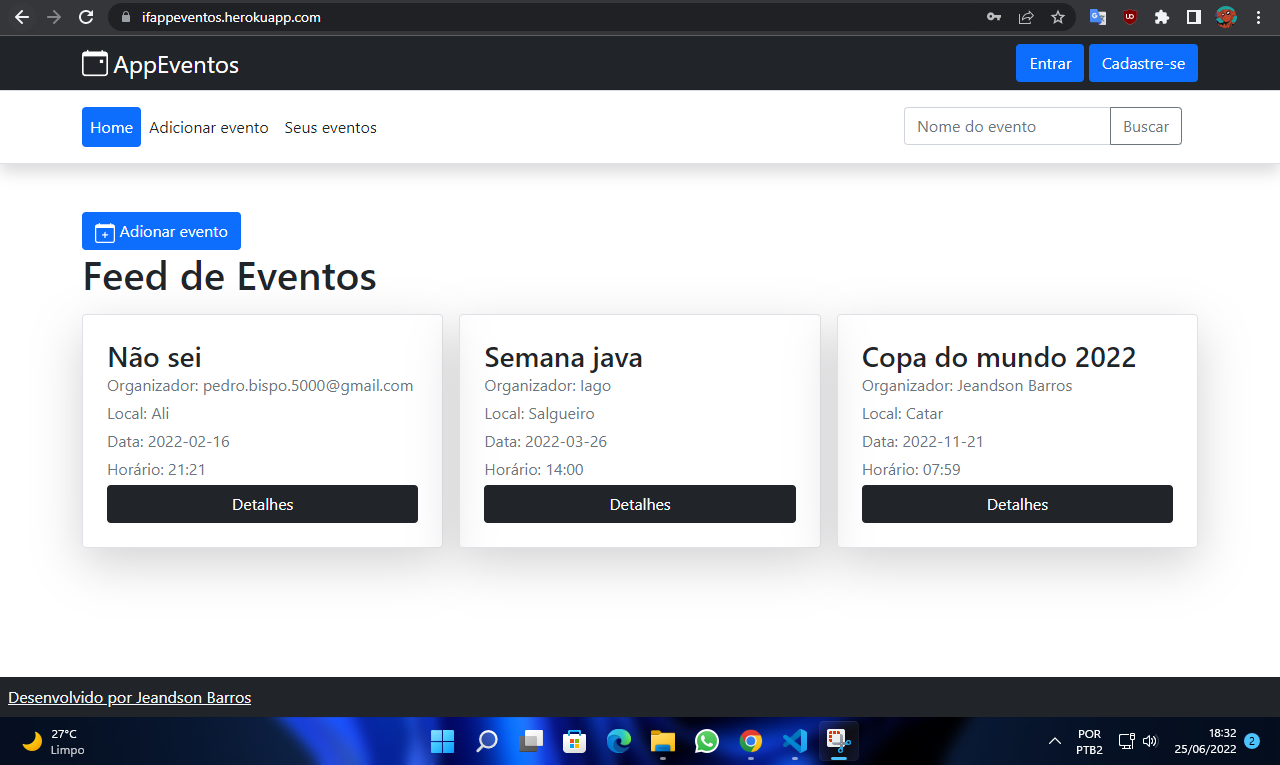 ifappeventos.herokuapp.com
AppEventos
Entrar
Cadastre-se
Home
Adicionar evento
Seus eventos
Nome do evento
Buscar
Adionar evento
Feed de Eventos
Não sei
Organizador: pedro.bispo.5000@gmail.com
Local: Ali
Data: 2022-02-16
Horário: 21:21
Detalhes
Semana java
Organizador: Iago
Local: Salgueiro
Data: 2022-03-26
Horário: 14:00
Detalhes
Copa do mundo 2022
Organizador: Jeandson Barros
Local: Catar
Data: 2022-11-21
Horário: 07:59
Detalhes
Desenvolvido por Jeandson Barros
27°C
Limpo
POR
PTB2
18:32
25/06/2022
2